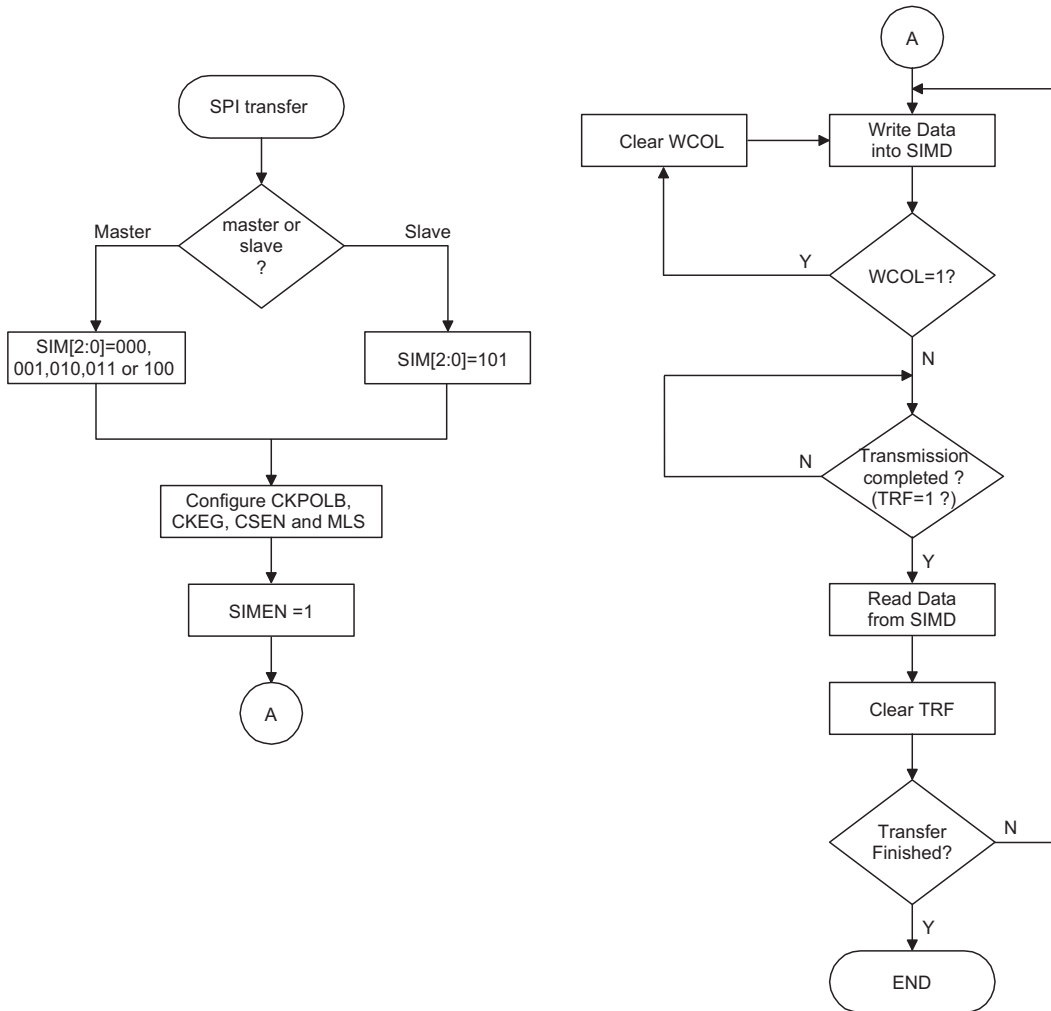 SPI transfer
master or
slave
?
Master
Slave
SIM[2:0]=000,
001,010,011 or 100
SIM[2:0]=101
Configure CKPOLB,
CKEG, CSEN and MLS
SIMEN =1
A
A
Write Data
into SIMD
Clear WCOL
WCOL=1?
Y
N
Transmission
completed ?
(TRF=1 ?)
N
Y
Read Data
from SIMD
Clear TRF
Transfer
Finished?
N
Y
END